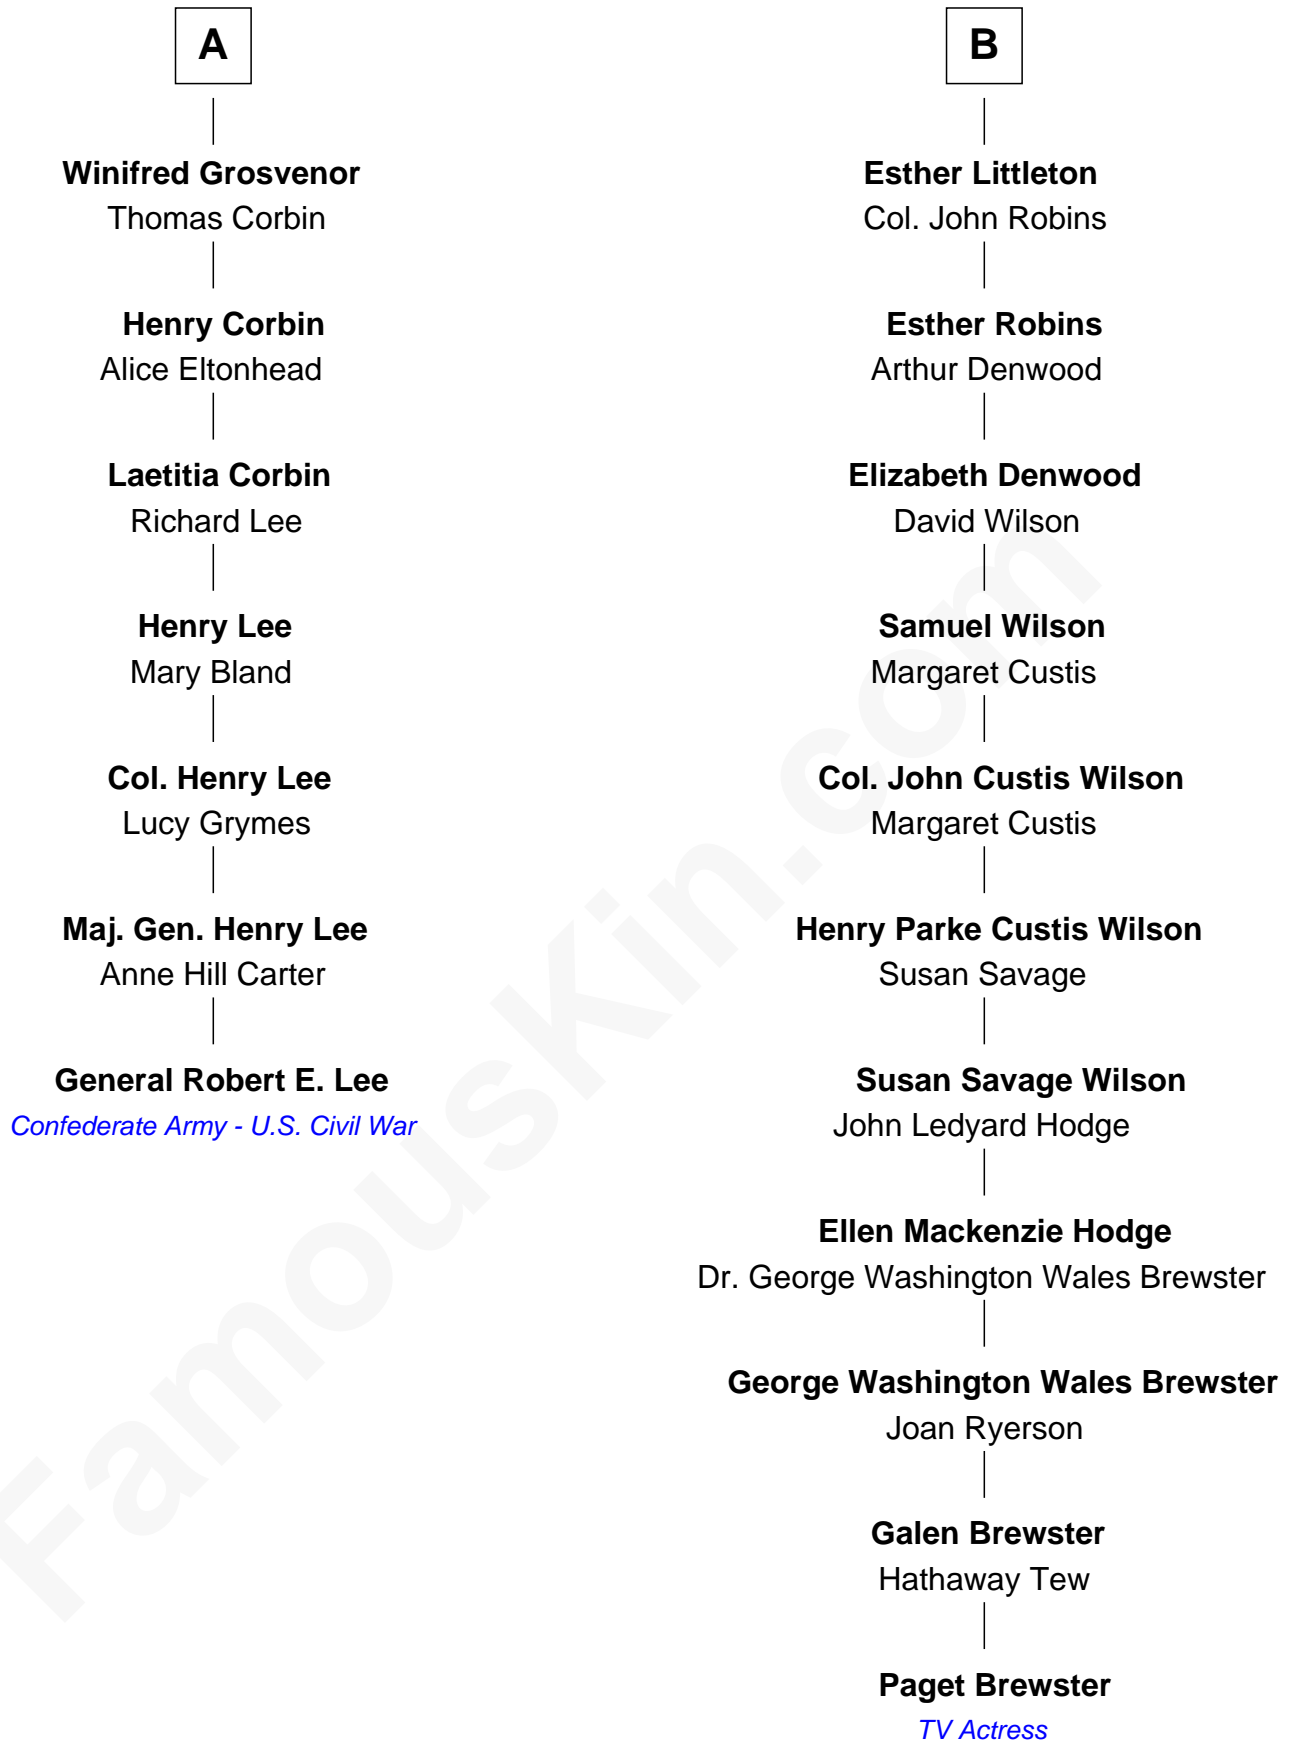 A
Winifred Grosvenor
Thomas Corbin
Henry Corbin
Alice Eltonhead
Laetitia Corbin
Richard Lee
Henry Lee
Mary Bland
Col. Henry Lee
Lucy Grymes
Maj. Gen. Henry Lee
Anne Hill Carter
General Robert E. Lee
Confederate Army - U.S. Civil War
B
Esther Littleton
Col. John Robins
Esther Robins
Arthur Denwood
Elizabeth Denwood
David Wilson
Samuel Wilson
Margaret Custis
Col. John Custis Wilson
Margaret Custis
Henry Parke Custis Wilson
Susan Savage
Susan Savage Wilson
John Ledyard Hodge
Ellen Mackenzie Hodge
Dr. George Washington Wales Brewster
George Washington Wales Brewster
Joan Ryerson
Galen Brewster
Hathaway Tew
Paget Brewster
TV Actress
FamousKin.com